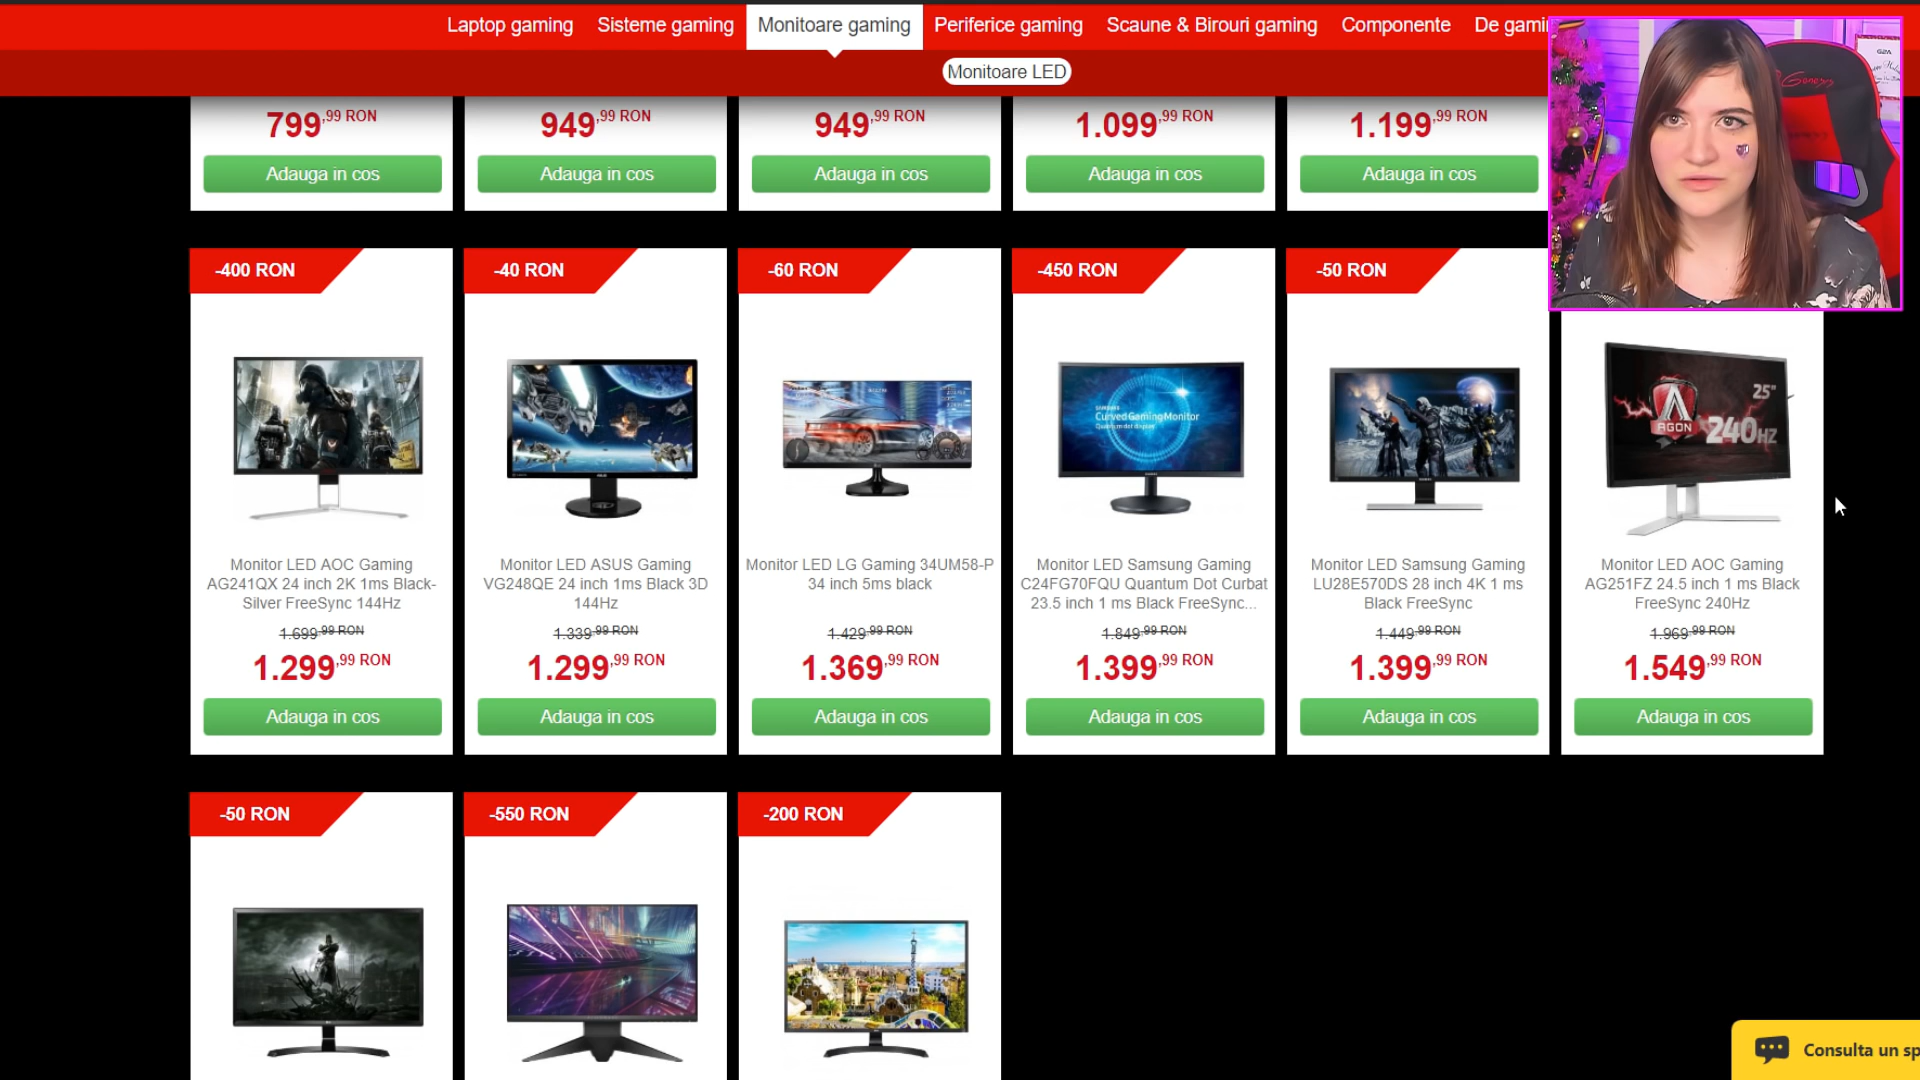 Laptop gaming
Sisteme gaming
Monitoare gaming
Periferice gaming
Scaune & Birouri gaming
Componente
De gami
Monitoare LED
799,99 RON
949,99 RON
949,99 RON
1.099,99 RON
1.199,99 RON
Adauga in cos
Adauga in cos
Adauga in cos
Adauga in cos
Adauga in cos
Genesis
G2A
-400 RON
Monitor LED AOC Gaming
AG241QX 24 inch 2K 1ms Black-
Silver FreeSync 144Hz
1.699,99 RON
1.299,99 RON
Adauga in cos
-40 RON
Monitor LED ASUS Gaming
VG248QE 24 inch 1ms Black 3D
144Hz
1.339,99 RON
1.299,99 RON
Adauga in cos
-60 RON
Monitor LED LG Gaming 34UM58-P
34 inch 5ms black
1.429,99 RON
1.369,99 RON
Adauga in cos
-450 RON
SAMSUNG
Curved Gaming Monitor
Quantum dot display
Monitor LED Samsung Gaming
C24FG70FQU Quantum Dot Curbat
23.5 inch 1 ms Black FreeSync...
1.849,99 RON
1.399,99 RON
Adauga in cos
-50 RON
Monitor LED Samsung Gaming
LU28E570DS 28 inch 4K 1 ms
Black FreeSync
1.449,99 RON
1.399,99 RON
Adauga in cos
25"
AGON
240HZ
Monitor LED AOC Gaming
AG251FZ 24.5 inch 1 ms Black
FreeSync 240Hz
1.969,99 RON
1.549,99 RON
Adauga in cos
-50 RON
-550 RON
-200 RON
Consulta un sp